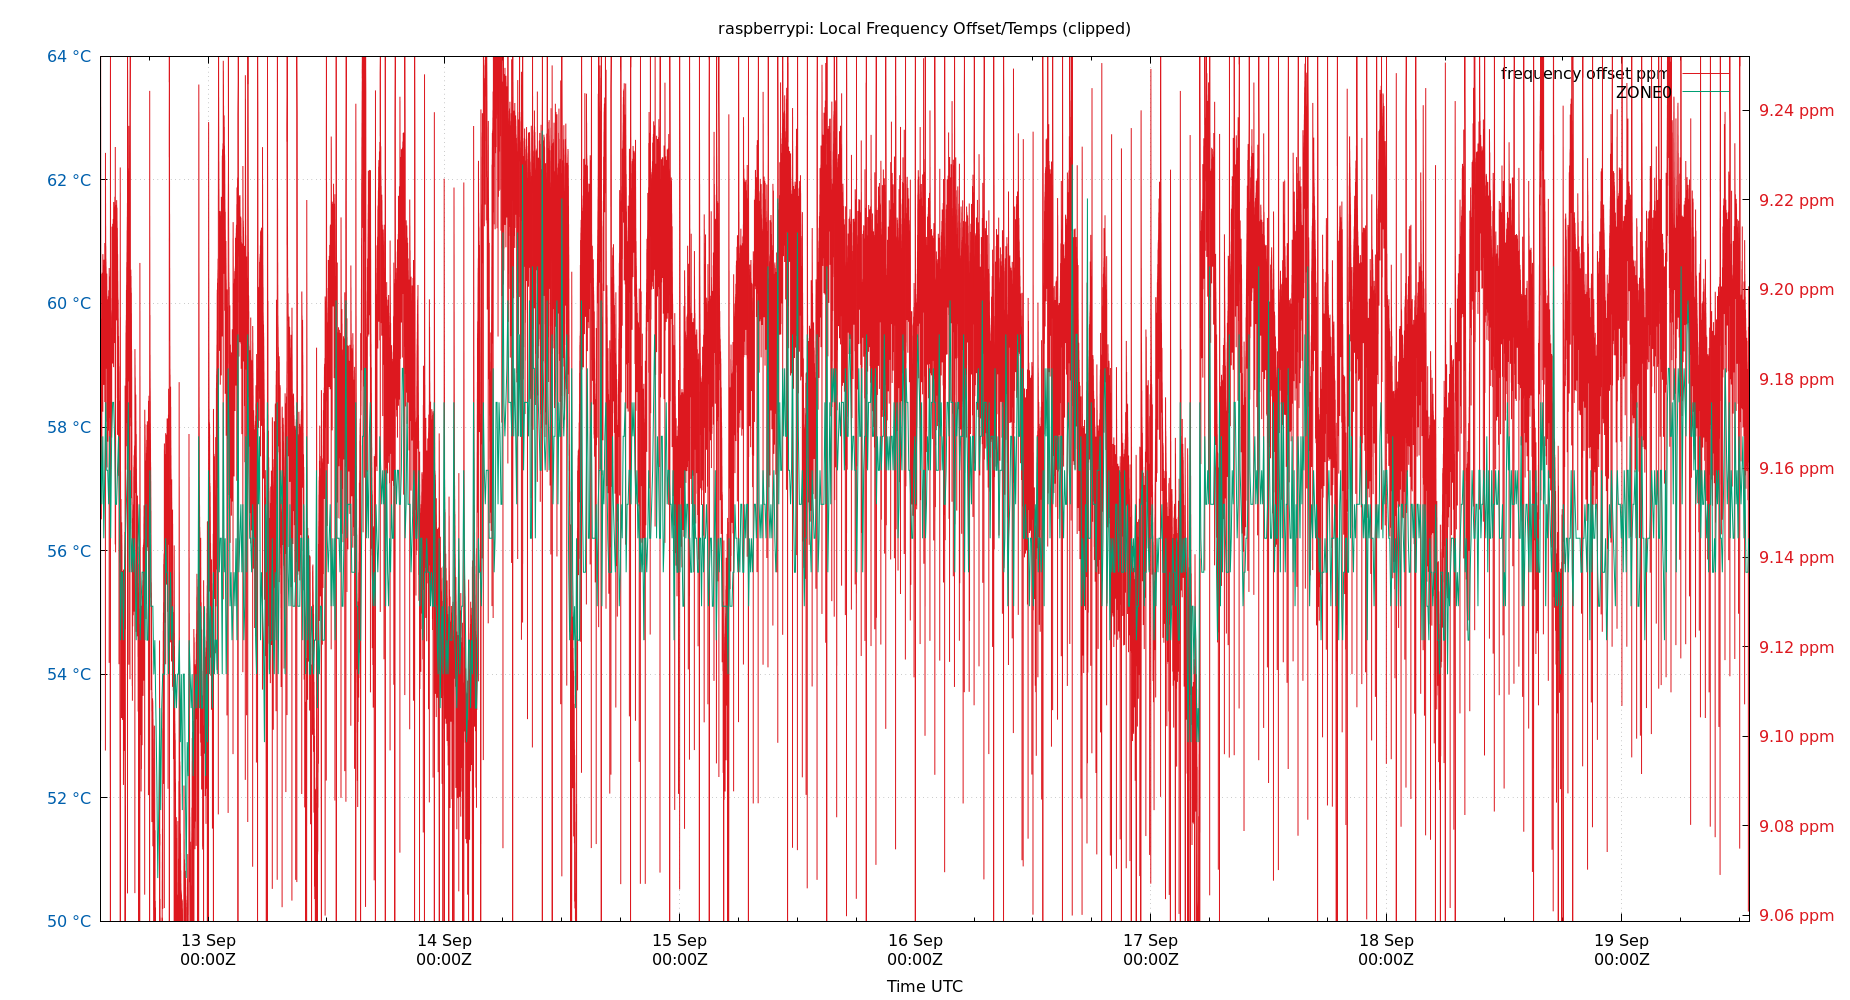 raspberrypi: Local Frequency Offset/Temps (clipped)
64 °C
62 °C
60 °C
58 °C
56 °C
54 °C
52 °C
50 °C
frequency offset ppm
ZONE0
9.24 ppm
9.22 ppm
9.20 ppm
9.18 ppm
9.16 ppm
9.14 ppm
9.12 ppm
9.10 ppm
9.08 ppm
9.06 ppm
13 Sep 14 Sep 15 Sep 16 Sep 17 Sep 18 Sep 19 Sep
00:00Z 00:00Z 00:00Z 00:00Z 00:00Z 00:00Z 00:00Z
Time UTC